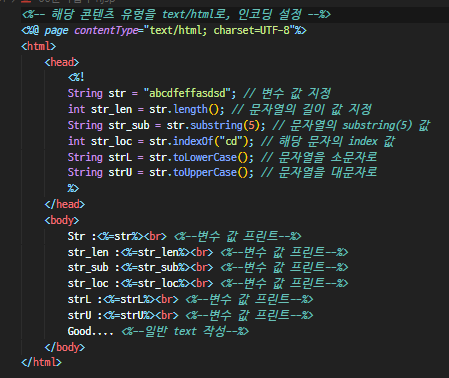 <%-- 해당 콘텐츠 유형을 text/html로, 인코딩 설정 --%>
<%@ page contentType="text/html; charset=UTF-8"%>
<html>
<head>
<%!
String str = "abcdfeffasdsd"; // 변수 값 지정
int str_len = str.length(); // 문자열의 길이 값 지정
String str_sub = str.substring(5); // 문자열의 substring(5) 값
int str_loc = str.indexOf("cd"); // 해당 문자의 index 값
String strL = str.toLowerCase(); // 문자열을 소문자로
String strU = str.toUpperCase(); // 문자열을 대문자로
%>
</head>
<body>
Str :<%=str%><br> <%--변수 값 프린트--%>
str_len :<%=str_len%><br> <%--변수 값 프린트--%>
str_sub :<%=str_sub%><br> <%--변수 값 프린트--%>
str_loc :<%=str_loc%><br> <%--변수 값 프린트--%>
strL :<%=strL%><br> <%--변수 값 프린트--%>
strU :<%=strU%><br> <%--변수 값 프린트--%>
Good.... <%--일반 text 작성--%>
</body>
</html>